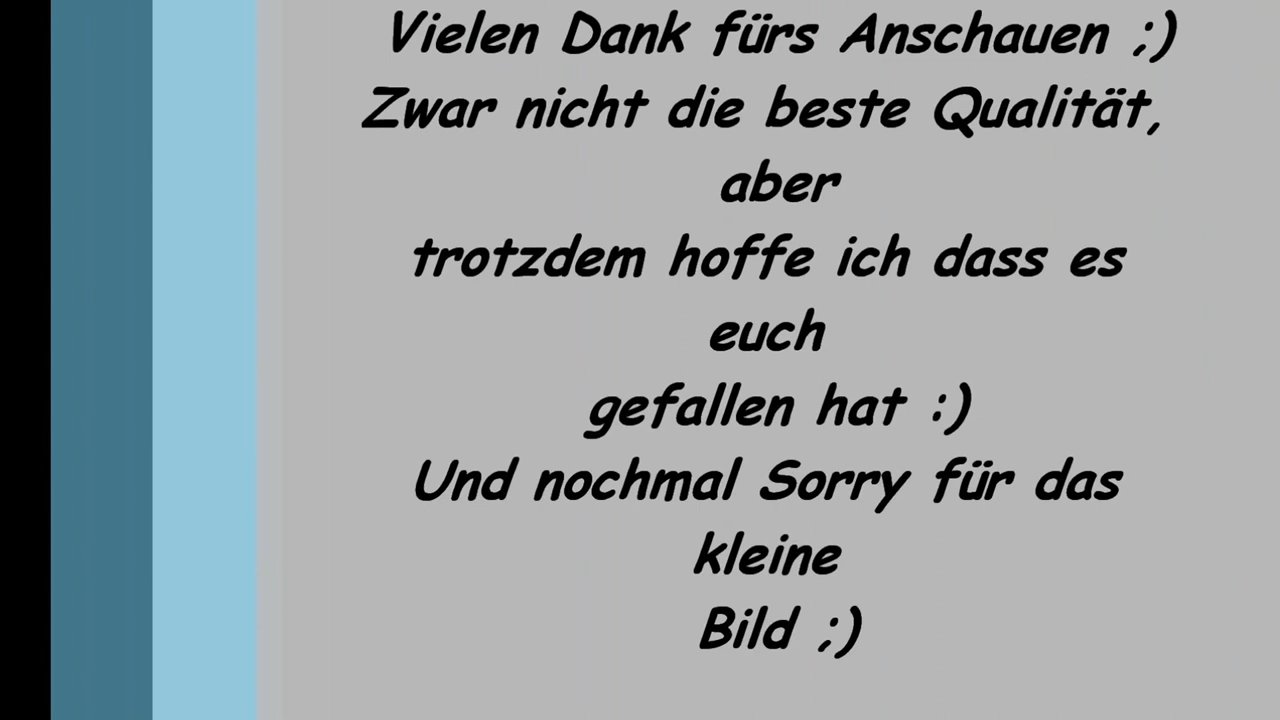 Vielen Dank fürs Anschauen ;)
Zwar nicht die beste Qualität,
aber
trotzdem hoffe ich dass es
euch
gefallen hat :)
Und nochmal Sorry für das
kleine
Bild ;)